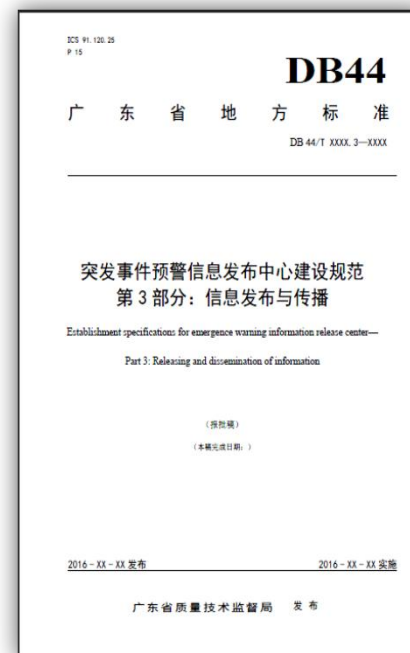 ICS 91.120.25
P 15
DB44
广东省地方标准
DB 44/T XXXX.3—XXXX
突发事件预警信息发布中心建设规范
第 3 部分：信息发布与传播
Establishment specifications for emergence warning information release center—
Part 3: Releasing and dissemination of information
（报批稿）
（本稿完成日期：）
2016 - XX - XX 发布 2016 - XX - XX 实施
广东省质量技术监督局 发布